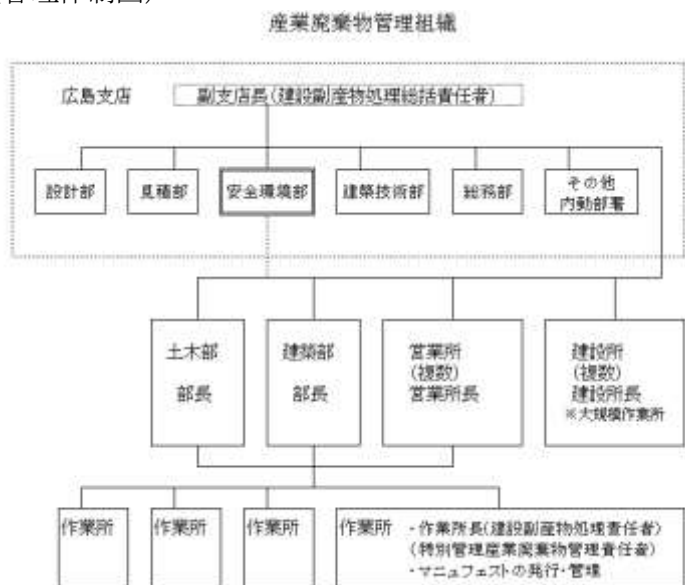 管理体制図)
産業廃棄物管理組織
広島支店
副支店長(建設副産物処理総括責任者)
設計部
見積部
安全環境部
建築技術部
総務部
その他
内勤部署
土木部
部長
建築部
部長
営業所
(複数)
営業所長
建設所
(複数)
建設所長
※大規模作業所
作業所
作業所
作業所
作業所
・作業所長(建設副産物処理責任者)
(特別管理産業廃棄物管理責任者)
・マニュフェストの発行・管理